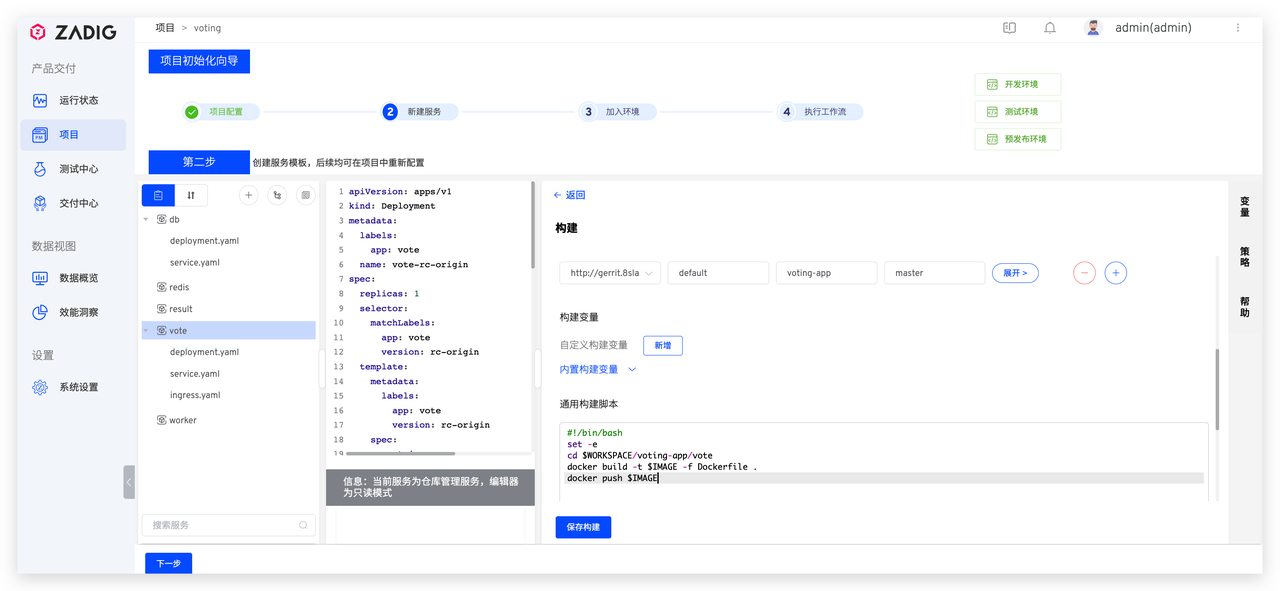 ZADIG
项目 > voting
admin(admin)
产品交付
运行状态
项目
测试中心
交付中心
数据视图
数据概览
效能洞察
设置
系统设置
项目初始化向导
项目配置
2 新建服务
3 加入环境
4 执行工作流
开发环境
测试环境
预发布环境
第二步 创建服务模板，后续均可在项目中重新配置
db
deployment.yaml
service.yaml
redis
result
vote
deployment.yaml
service.yaml
ingress.yaml
worker
搜索服务
下一步
1 apiVersion: apps/v1
2 kind: Deployment
3 metadata:
4 labels:
5 app: vote
6 name: vote-rc-origin
7 spec:
8 replicas: 1
9 selector:
10 matchLabels:
11 app: vote
12 version: rc-origin
13 template:
14 metadata:
15 labels:
16 app: vote
17 version: rc-origin
18 spec:
19
信息：当前服务为仓库管理服务，编辑器
为只读模式
← 返回
构建
http://gerrit.8sla default voting-app master 展开 >
构建变量
自定义构建变量 新增
内置构建变量
通用构建脚本
#!/bin/bash
set -e
cd $WORKSPACE/voting-app/vote
docker build -t $IMAGE -f Dockerfile .
docker push $IMAGE
保存构建
变量
策略
帮助